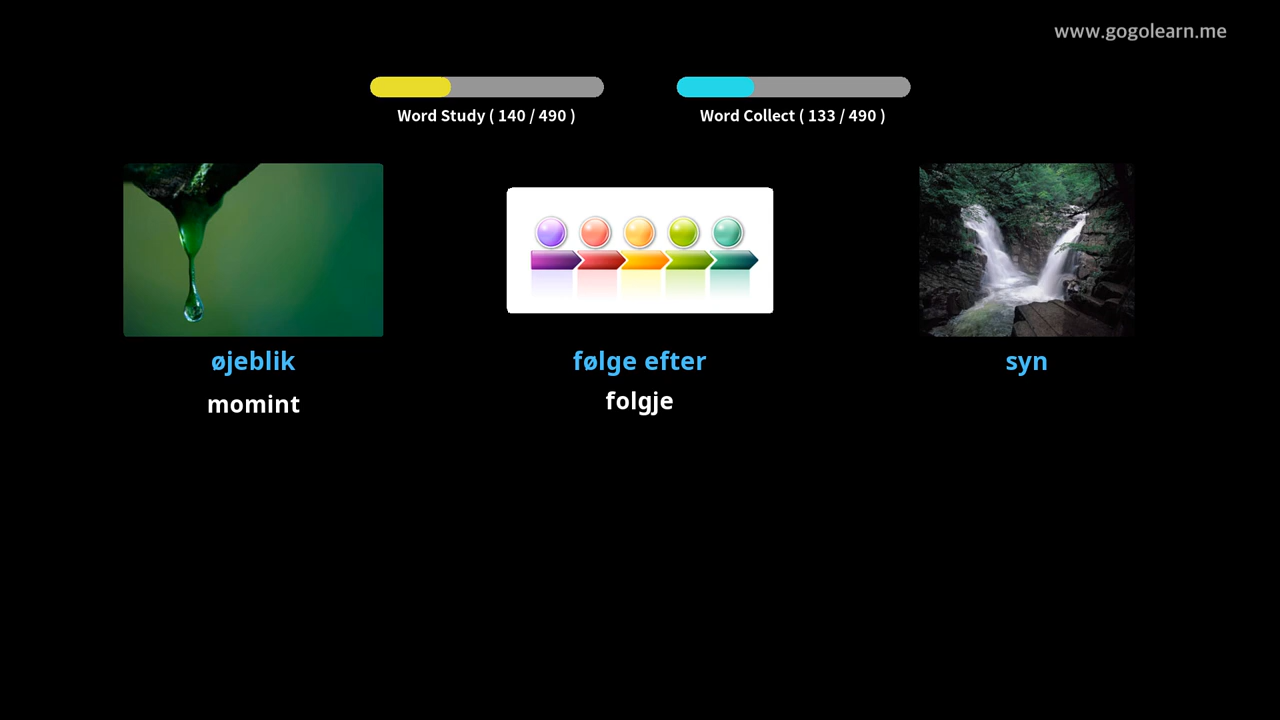 www.gogolearn.me
Word Study ( 140 / 490 )
Word Collect ( 133 / 490 )
øjeblik
momint
følge efter
folgje
syn